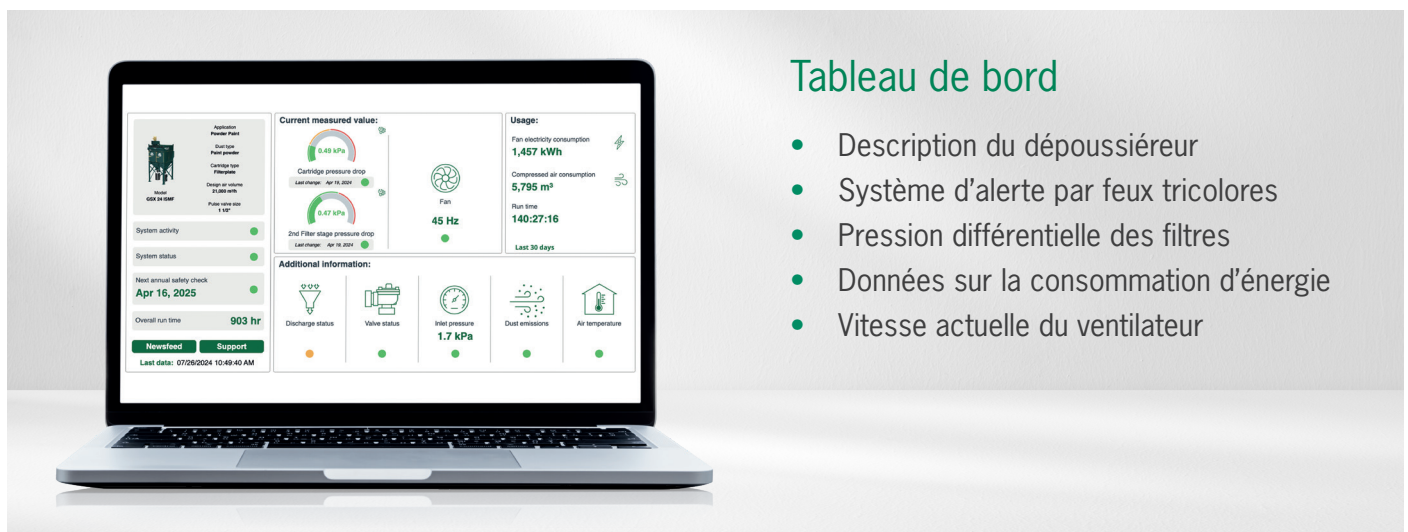 Tableau de bord
• Description du dépoussiéreur
• Système d'alerte par feux tricolores
• Pression différentielle des filtres
• Données sur la consommation d'énergie
• Vitesse actuelle du ventilateur
Application
Powder Paint
Dust type
Paint powder
Cartridge type
Filterplate
Design air volume
21,200 m³/h
Pulse valve size
1 1/2"
Model
GSX 24 ISMF
System activity
System status
Next annual safety check
Apr 16, 2025
Overall run time 903 hr
Newsfeed Support
Last data: 07/26/2024 10:49:40 AM
Current measured value:
0.49 kPa
Cartridge pressure drop
Last change: Apr 19, 2024
0.47 kPa
2nd Filter stage pressure drop
Last change: Apr 19, 2024
Fan
45 Hz
Usage:
Fan electricity consumption
1,457 kWh
Compressed air consumption
5,795 m³
Run time
140:27:16
Last 30 days
Additional information:
Discharge status
Valve status
Inlet pressure
1.7 kPa
Dust emissions
Air temperature